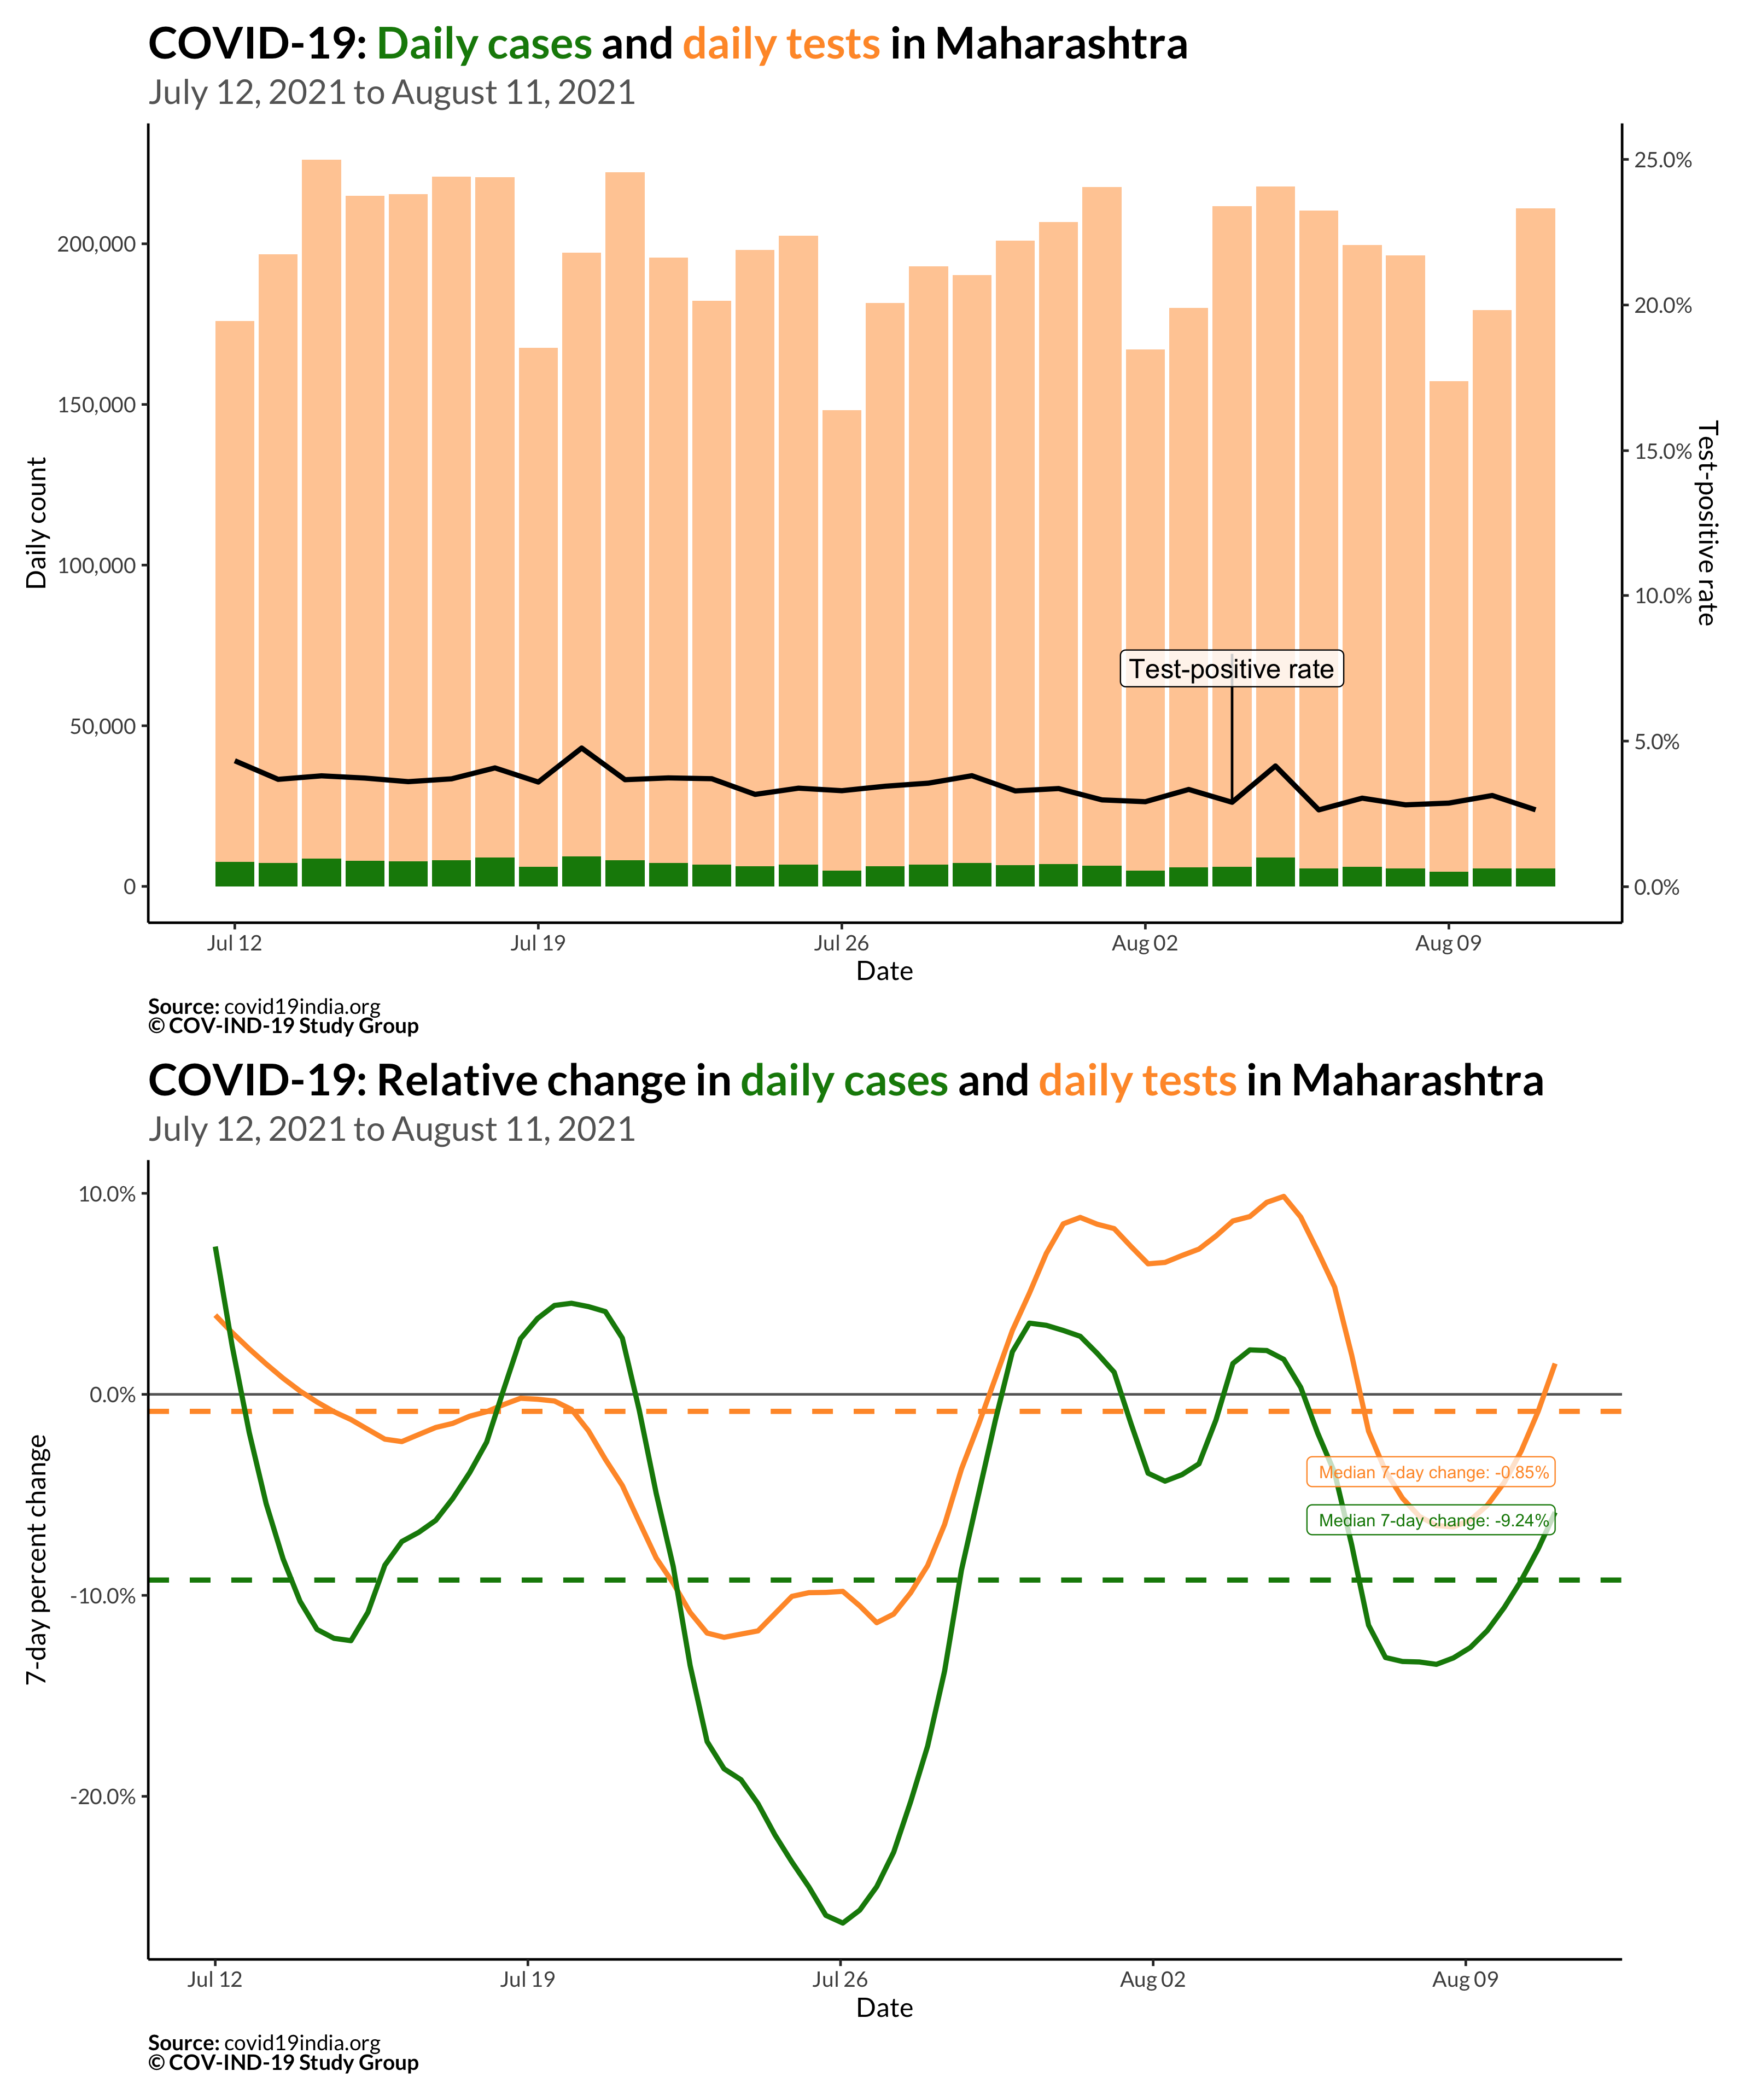 COVID-19: Daily cases and daily tests in Maharashtra
July 12, 2021 to August 11, 2021
Daily count
200,000
150,000
100,000
50,000
0
25.0%
20.0%
15.0%
10.0%
5.0%
0.0%
Test-positive rate
Test-positive rate
Jul 12
Jul 19
Jul 26
Aug 02
Aug 09
Date
Source: covid19india.org
© COV-IND-19 Study Group
COVID-19: Relative change in daily cases and daily tests in Maharashtra
July 12, 2021 to August 11, 2021
7-day percent change
10.0%
0.0%
-10.0%
-20.0%
Median 7-day change: -0.85%
Median 7-day change: -9.24%
Jul 12
Jul 19
Jul 26
Aug 02
Aug 09
Date
Source: covid19india.org
© COV-IND-19 Study Group